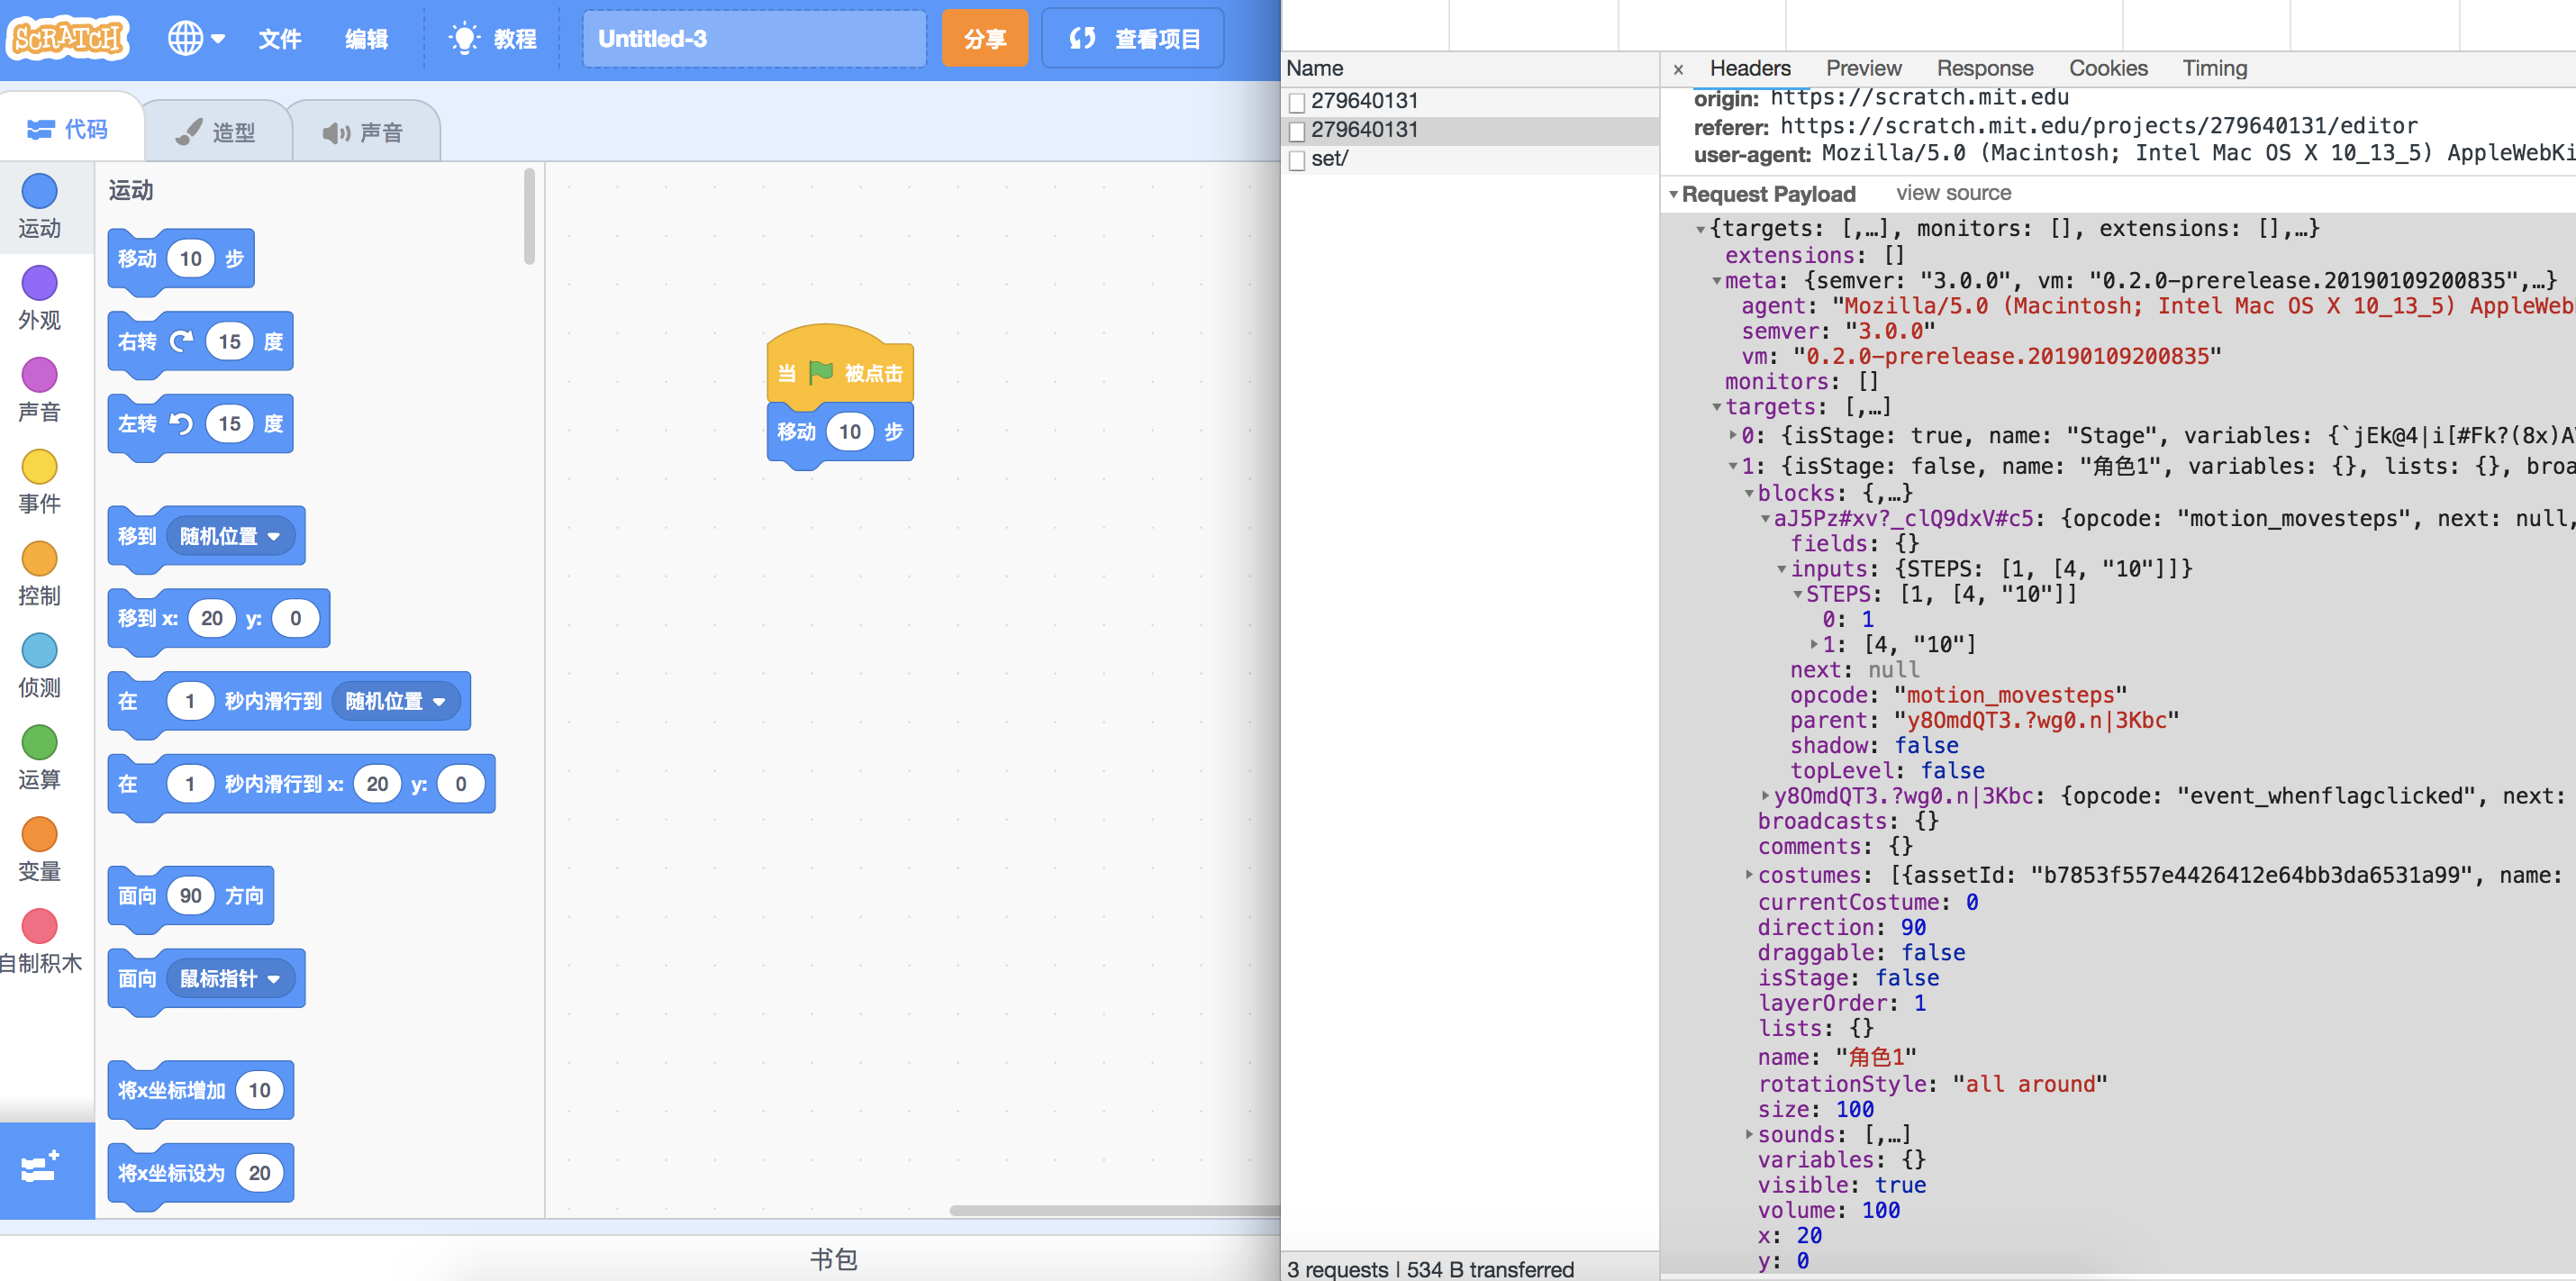 SCRATCH
文件
编辑
教程
Untitled-3
分享
查看项目
代码
造型
声音
运动
外观
声音
事件
控制
侦测
运算
变量
自制积木
运动
移动 10 步
右转 15 度
左转 15 度
移到 随机位置
移到 x: 20 y: 0
在 1 秒内滑行到 随机位置
在 1 秒内滑行到 x: 20 y: 0
面向 90 方向
面向 鼠标指针
将x坐标增加 10
将x坐标设为 20
当 被点击
移动 10 步
书包
Name
279640131
279640131
set/
3 requests | 534 B transferred
× Headers Preview Response Cookies Timing
origin: https://scratch.mit.edu
referer: https://scratch.mit.edu/projects/279640131/editor
user-agent: Mozilla/5.0 (Macintosh; Intel Mac OS X 10_13_5) AppleWebKi
Request Payload view source
{targets: [,…], monitors: [], extensions: [],…}
extensions: []
meta: {semver: "3.0.0", vm: "0.2.0-prerelease.20190109200835",…}
agent: "Mozilla/5.0 (Macintosh; Intel Mac OS X 10_13_5) AppleWeb
semver: "3.0.0"
vm: "0.2.0-prerelease.20190109200835"
monitors: []
targets: [,…]
0: {isStage: true, name: "Stage", variables: {`jEk@4|i[#Fk?(8x)A
1: {isStage: false, name: "角色1", variables: {}, lists: {}, broa
blocks: {,…}
aJ5Pz#xv?_clQ9dxV#c5: {opcode: "motion_movesteps", next: null,
fields: {}
inputs: {STEPS: [1, [4, "10"]]}
STEPS: [1, [4, "10"]]
0: 1
1: [4, "10"]
next: null
opcode: "motion_movesteps"
parent: "y8OmdQT3.?wg0.n|3Kbc"
shadow: false
topLevel: false
y8OmdQT3.?wg0.n|3Kbc: {opcode: "event_whenflagclicked", next:
broadcasts: {}
comments: {}
costumes: [{assetId: "b7853f557e4426412e64bb3da6531a99", name:
currentCostume: 0
direction: 90
draggable: false
isStage: false
layerOrder: 1
lists: {}
name: "角色1"
rotationStyle: "all around"
size: 100
sounds: [,…]
variables: {}
visible: true
volume: 100
x: 20
y: 0